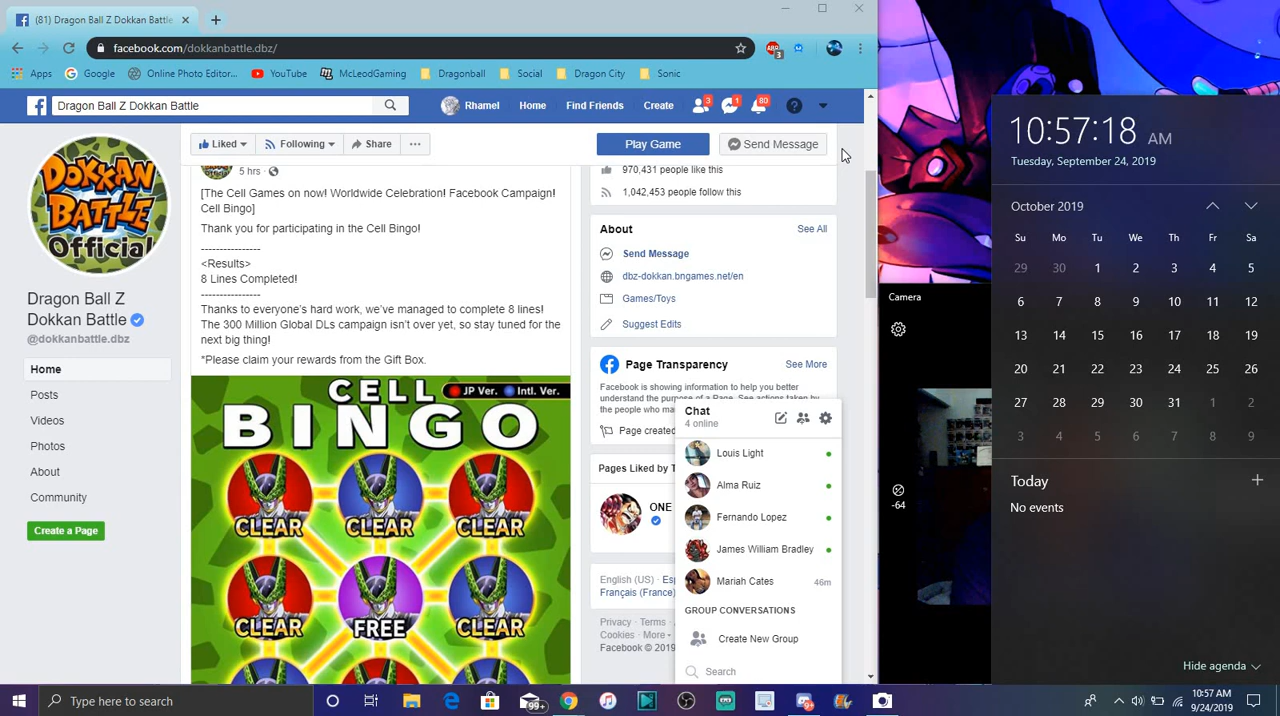 (81) Dragon Ball Z Dokkan Battle
facebook.com/dokkanbattle.dbz/
ABP 3
Apps
Google
Online Photo Editor...
YouTube
McLeodGaming
Dragonball
Social
Dragon City
Sonic
Dragon Ball Z Dokkan Battle
Rhamel
Home
Find Friends
Create
3
1
80
DOKKAN
BATTLE
Official
Dragon Ball Z
Dokkan Battle
@dokkanbattle.dbz
Home
Posts
Videos
Photos
About
Community
Create a Page
Liked
Following
Share
Play Game
Send Message
5 hrs ·
[The Cell Games on now! Worldwide Celebration! Facebook Campaign!
Cell Bingo]
Thank you for participating in the Cell Bingo!
----------------
<Results>
8 Lines Completed!
----------------
Thanks to everyone's hard work, we've managed to complete 8 lines!
The 300 Million Global DLs campaign isn't over yet, so stay tuned for the
next big thing!
*Please claim your rewards from the Gift Box.
CELL
JP Ver. Intl. Ver.
BINGO
CLEAR CLEAR CLEAR
CLEAR FREE CLEAR
970,431 people like this
1,042,453 people follow this
About
See All
Send Message
dbz-dokkan.bngames.net/en
Games/Toys
Suggest Edits
Page Transparency
See More
Facebook is showing information to help you better
understand the purpose of a Page. See actions taken by
the people who ma
Page created
Pages Liked by T
ONE
English (US) · Esp
Français (France)
Privacy · Terms ·
Cookies · More
Facebook © 2019
Chat
4 online
Louis Light
Alma Ruiz
Fernando Lopez
James William Bradley
Mariah Cates 46m
GROUP CONVERSATIONS
Create New Group
Search
Camera
-64
10:57:18 AM
Tuesday, September 24, 2019
October 2019
Su Mo Tu We Th Fr Sa
29 30 1 2 3 4 5
6 7 8 9 10 11 12
13 14 15 16 17 18 19
20 21 22 23 24 25 26
27 28 29 30 31 1 2
3 4 5 6 7 8 9
Today
No events
Hide agenda
Type here to search
99+
9+
10:57 AM
9/24/2019